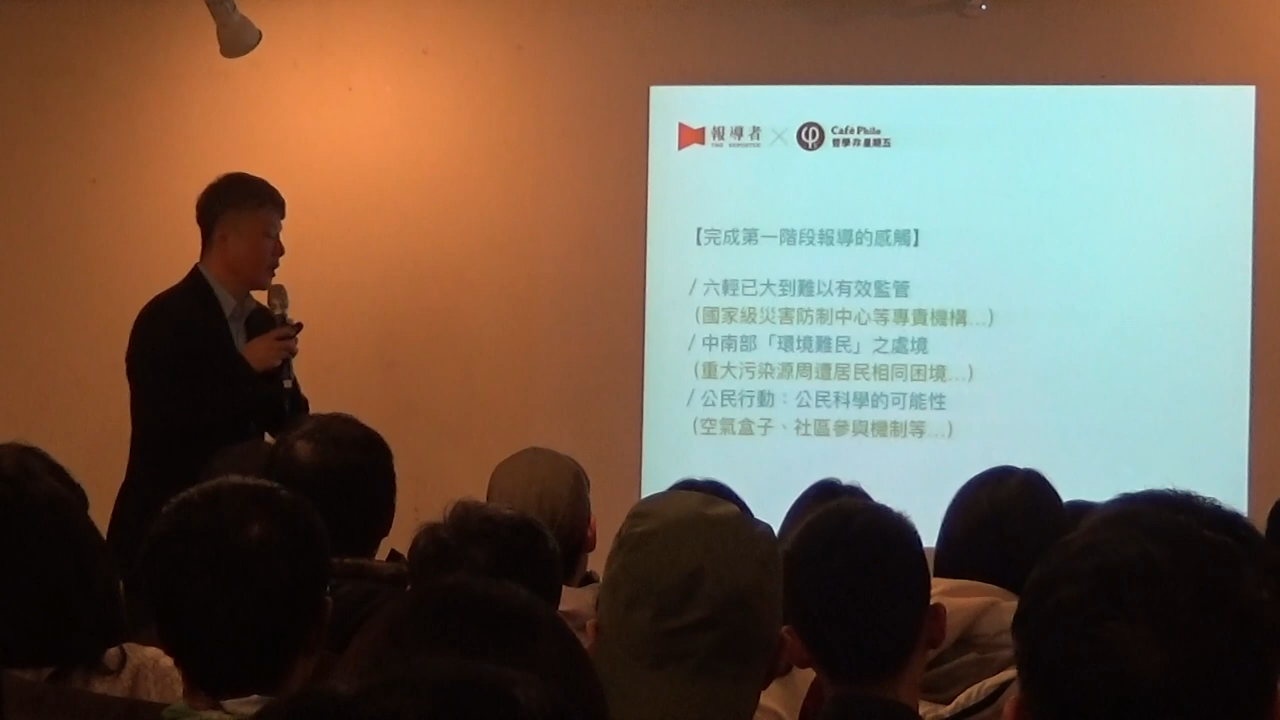 報導者
THE REPORTER
Café Philo
哲學星期五
【完成第一階段報導的感觸】
/ 六輕已大到難以有效監管
(國家級災害防制中心等專責機構...)
/ 中南部「環境難民」之處境
(重大污染源周遭居民相同困境...)
/ 公民行動：公民科學的可能性
(空氣盒子、社區參與機制等...)